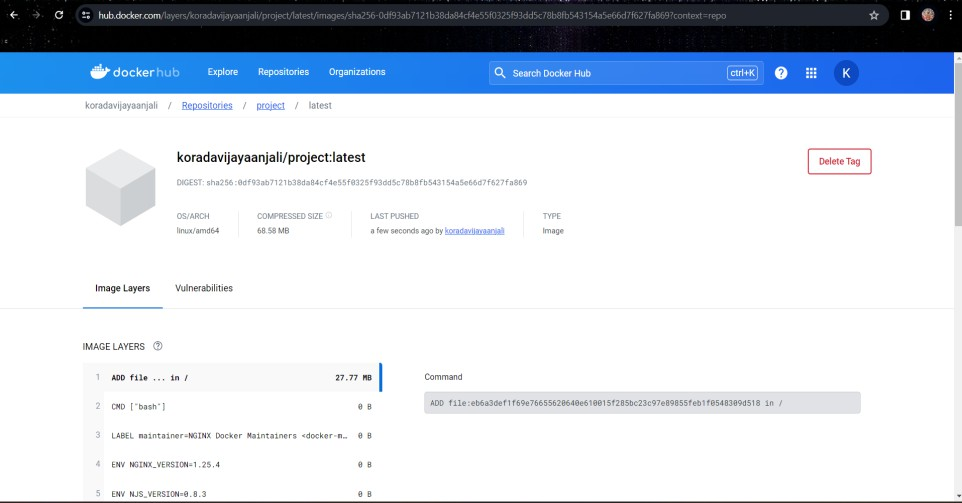 hub.docker.com/layers/koradavijayaanjali/project/latest/images/sha256-0df93ab7121b38da84cf4e55f0325f93dd5c78b8fb543154a5e66d7f627fa869?context=repo
dockerhub Explore Repositories Organizations Search Docker Hub ctrl+K ? K
koradavijayaanjali / Repositories / project / latest
koradavijayaanjali/project:latest
Delete Tag
DIGEST: sha256:0df93ab7121b38da84cf4e55f0325f93dd5c78b8fb543154a5e66d7f627fa869
OS/ARCH COMPRESSED SIZE LAST PUSHED TYPE
linux/amd64 68.58 MB a few seconds ago by koradavijayaanjali Image
Image Layers Vulnerabilities
IMAGE LAYERS ?
1 ADD file ... in / 27.77 MB
Command
2 CMD ["bash"] 0 B
ADD file:eb6a3def1f69e76655620640e610015f285bc23c97e89855feb1f0548309d518 in /
3 LABEL maintainer=NGINX Docker Maintainers <docker-m... 0 B
4 ENV NGINX_VERSION=1.25.4 0 B
5 ENV NJS_VERSION=0.8.3 0 B